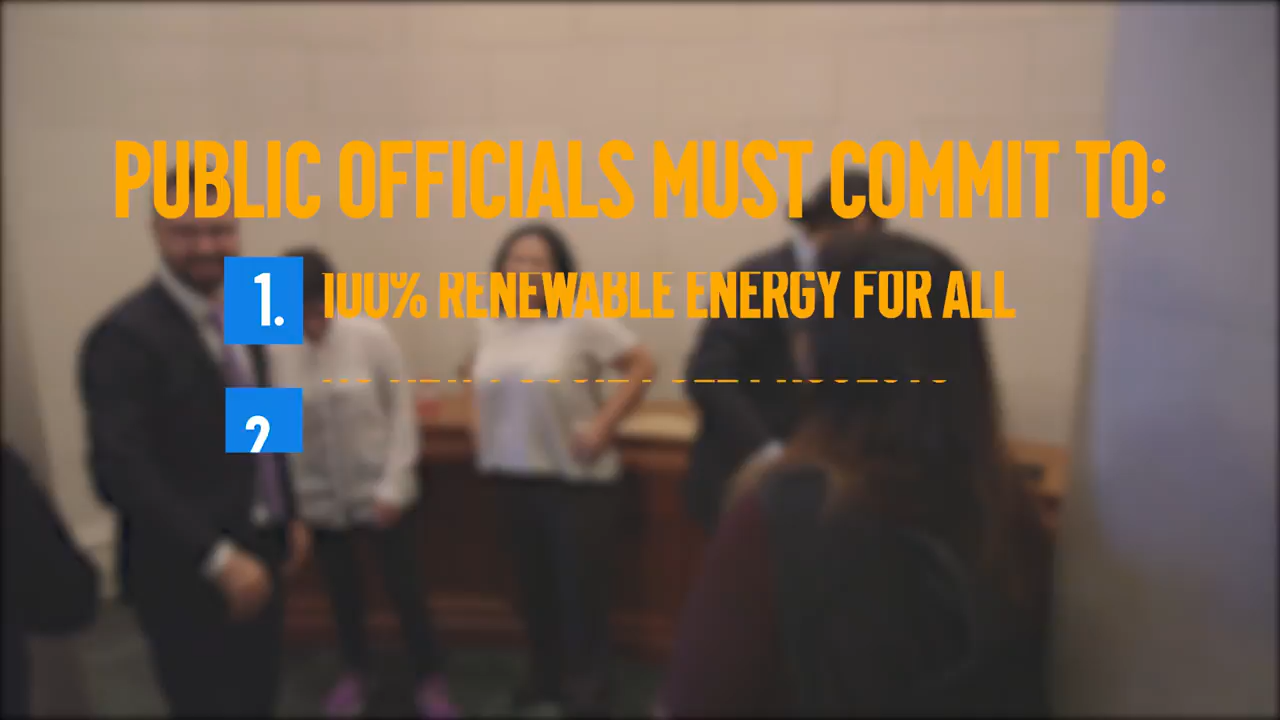 PUBLIC OFFICIALS MUST COMMIT TO:
1. 100% RENEWABLE ENERGY FOR ALL
2